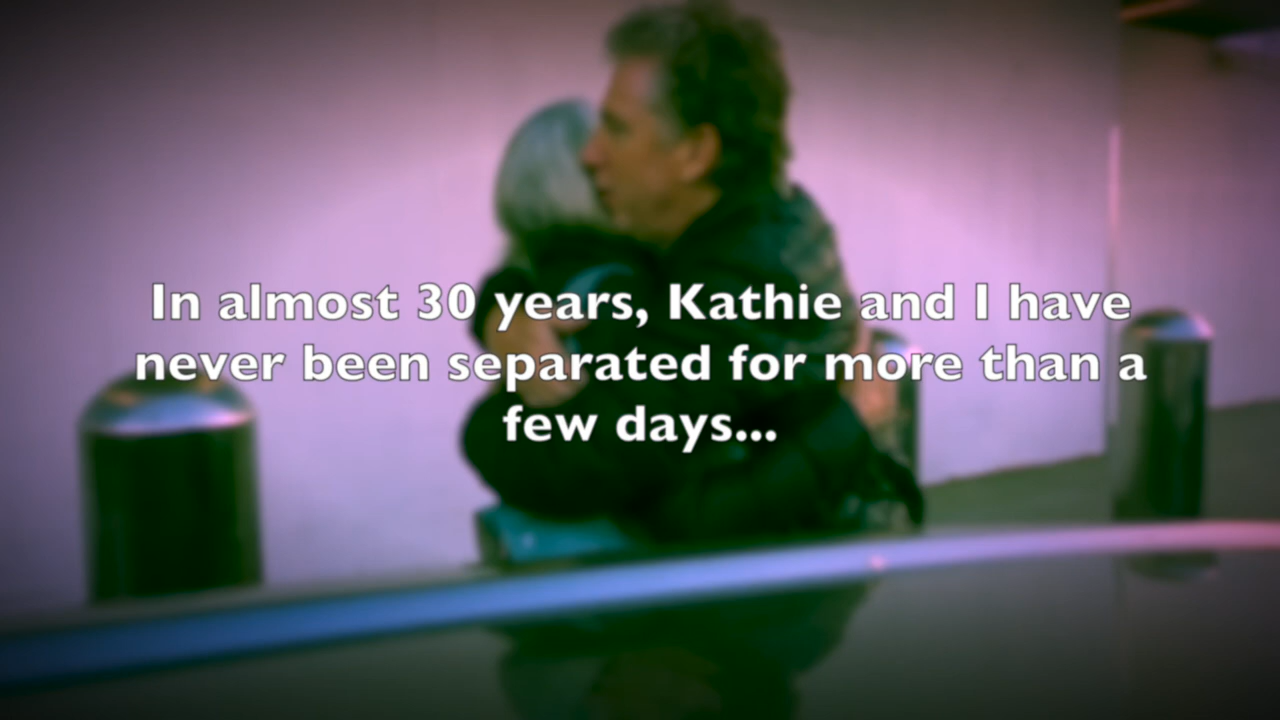 In almost 30 years, Kathie and I have
never been separated for more than a
few days...